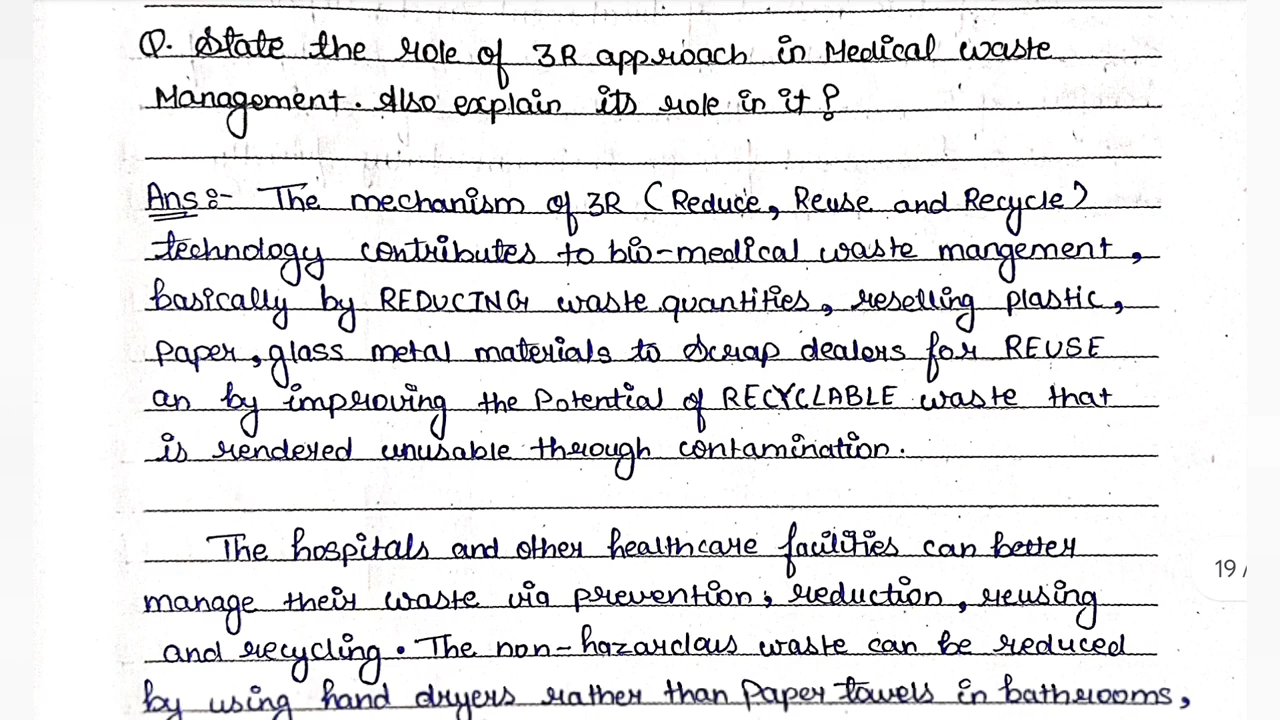 Q. State the role of 3R approach in Medical waste
Management. Also explain its role in it ?
Ans :- The mechanism of 3R (Reduce, Reuse and Recycle)
technology contributes to bio-medical waste mangement,
basically by REDUCING waste quantities, reselling plastic,
paper, glass metal materials to scrap dealors for REUSE
an by improving the Potential of RECYCLABLE waste that
is rendered unusable through contamination.
The hospitals and other healthcare facilities can better
manage their waste via prevention, reduction, reusing
and recycling. The non-hazardous waste can be reduced
by using hand dryers rather than Paper towels in bathrooms,
19 /